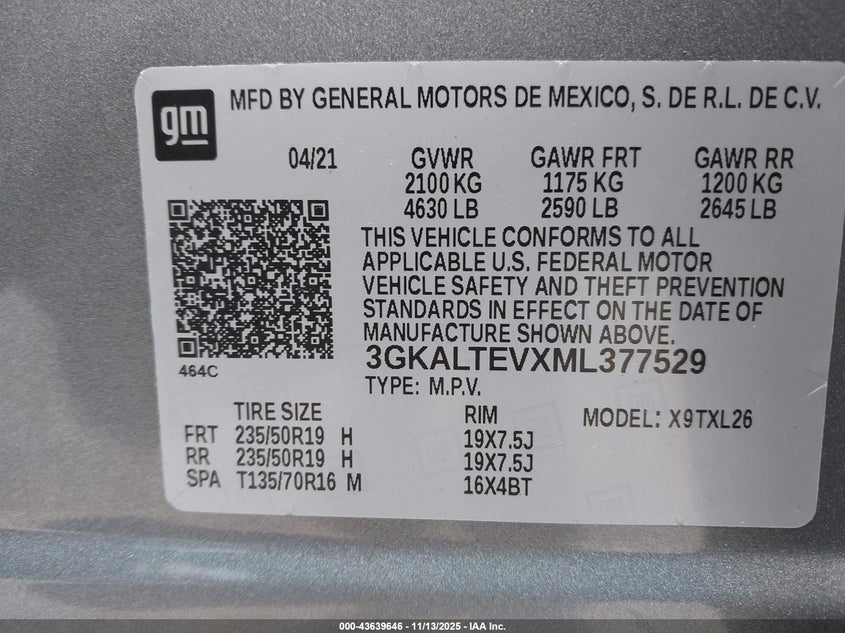 gm
MFD BY GENERAL MOTORS DE MEXICO, S. DE R.L. DE C.V.
04/21 GVWR GAWR FRT GAWR RR
2100 KG 1175 KG 1200 KG
4630 LB 2590 LB 2645 LB
THIS VEHICLE CONFORMS TO ALL
APPLICABLE U.S. FEDERAL MOTOR
VEHICLE SAFETY AND THEFT PREVENTION
STANDARDS IN EFFECT ON THE DATE OF
MANUFACTURE SHOWN ABOVE.
3GKALTEVXML377529
464C
TYPE: M.P.V.
TIRE SIZE RIM MODEL: X9TXL26
FRT 235/50R19 H 19X7.5J
RR 235/50R19 H 19X7.5J
SPA T135/70R16 M 16X4BT
000-43639646 - 11/13/2025 - IAA Inc.